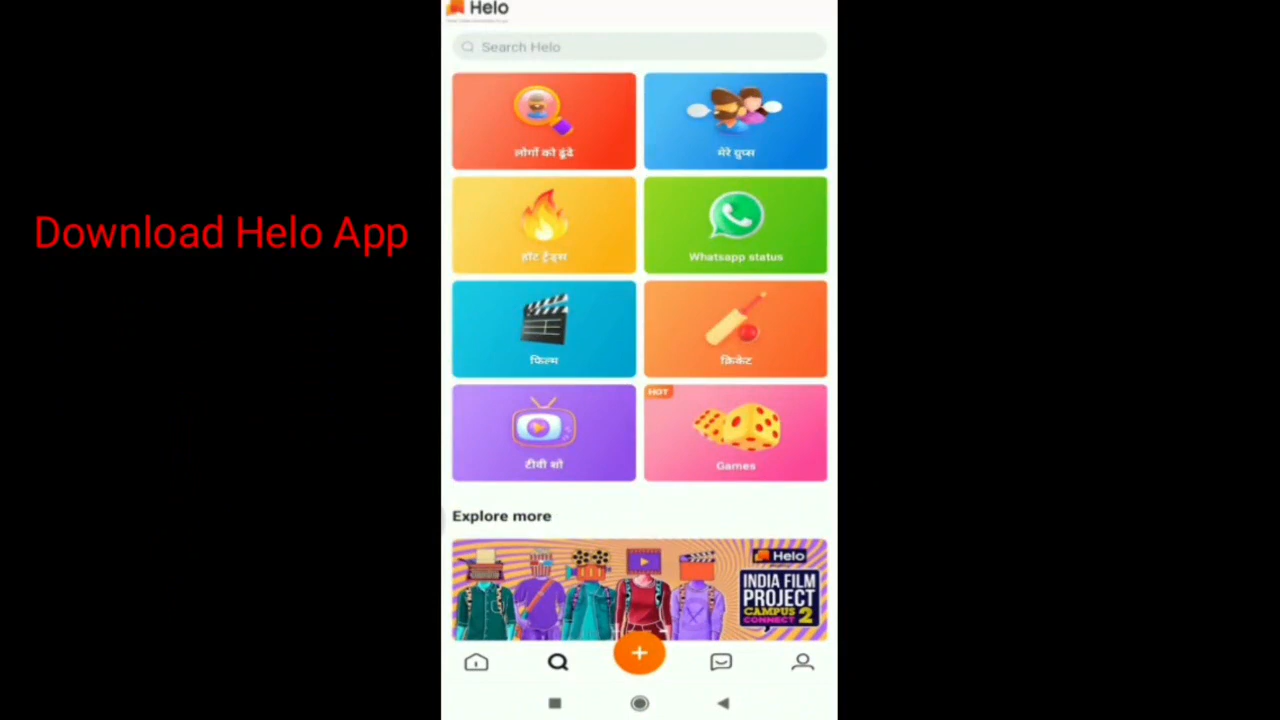 Helo
Search Helo
लोगों को ढूंढे
मेरे ग्रुप्स
Download Helo App
हॉट ट्रेंड्स
Whatsapp status
फिल्म
क्रिकेट
HOT
टीवी शो
Games
Explore more
Helo
INDIA FILM
PROJECT
CAMPUS
CONNECT 2